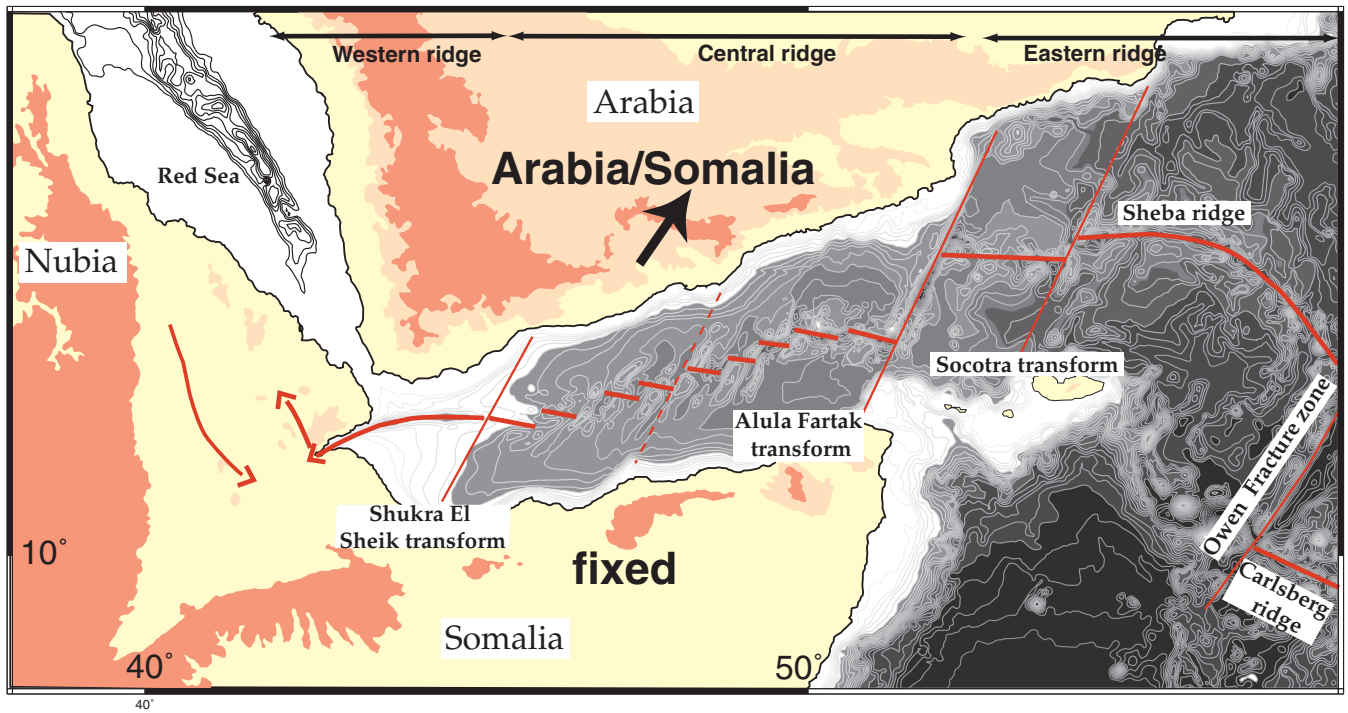 Western ridge
Central ridge
Eastern ridge
Arabia
Red Sea
Arabia/Somalia
Sheba ridge
Nubia
Socotra transform
Alula Fartak
transform
Owen Fracture zone
Shukra El
Sheik transform
10°
fixed
Carlsberg
ridge
Somalia
40°
50°
40°